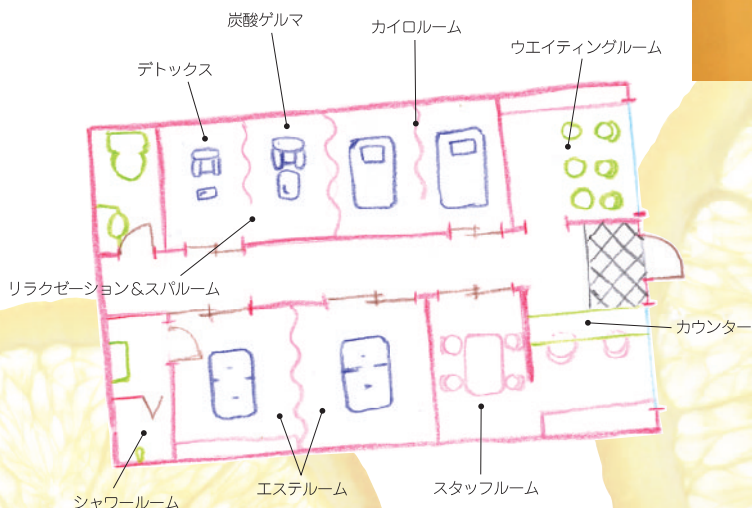 炭酸ゲルマ
カイロルーム
ウエイティングルーム
デトックス
リラクゼーション＆スパルーム
カウンター
シャワールーム
エステルーム
スタッフルーム